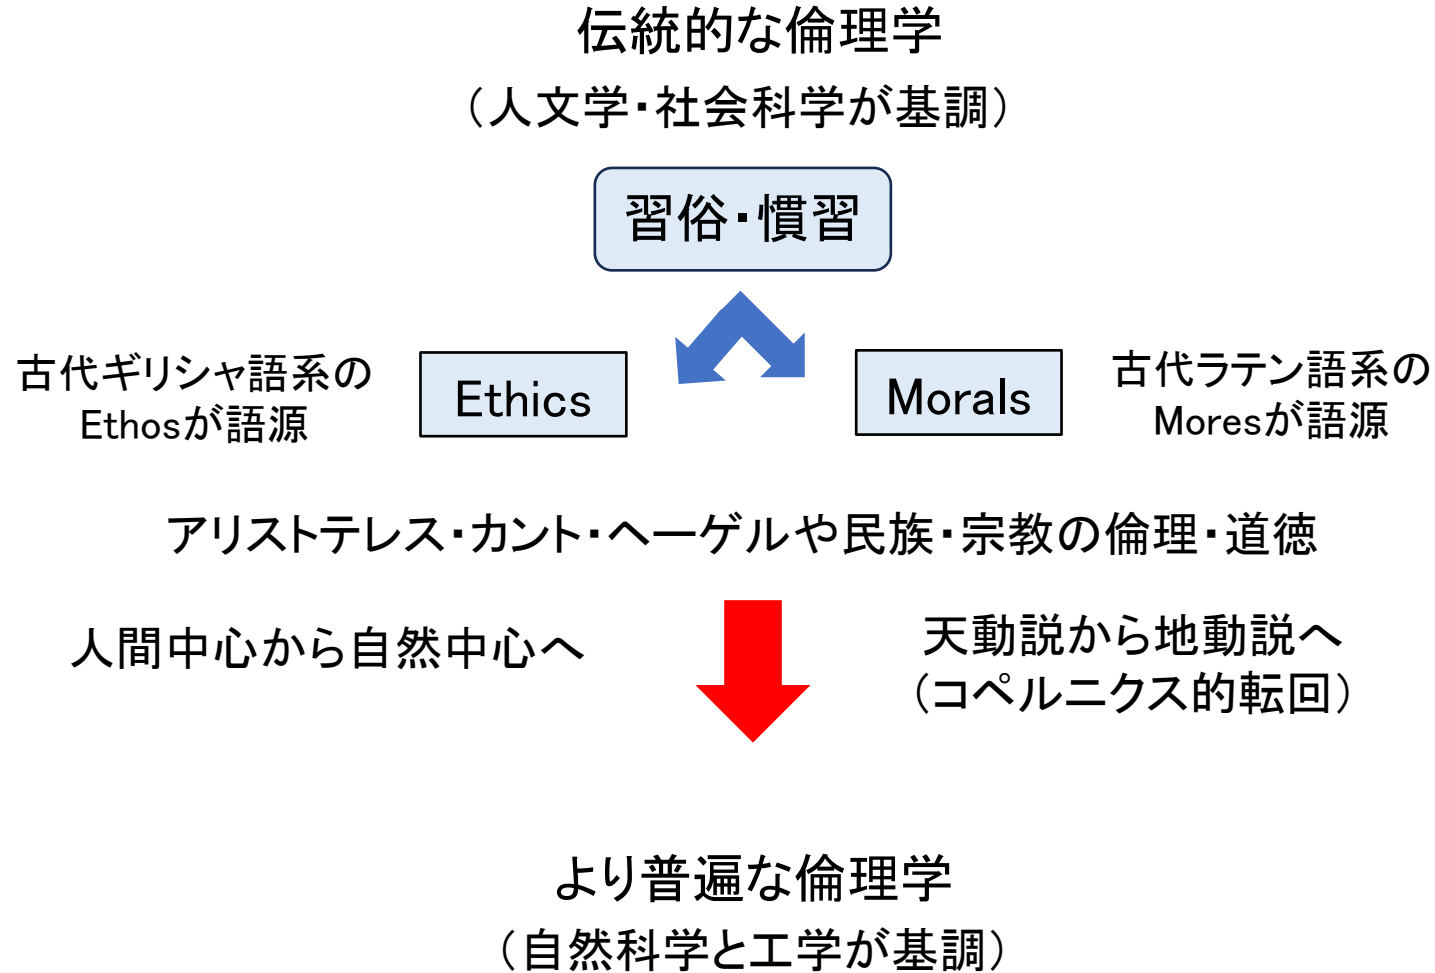 伝統的な倫理学
（人文学・社会科学が基調）
習俗・慣習
古代ギリシャ語系の
Ethosが語源
Ethics
Morals
古代ラテン語系の
Moresが語源
アリストテレス・カント・ヘーゲルや民族・宗教の倫理・道徳
人間中心から自然中心へ
天動説から地動説へ
（コペルニクス的転回）
より普遍な倫理学
（自然科学と工学が基調）